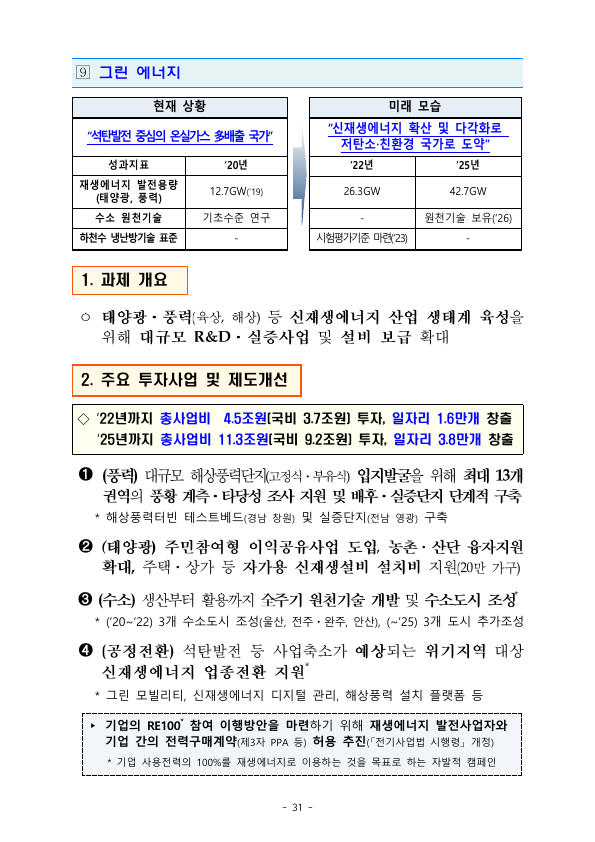 9 그린 에너지
현재 상황
미래 모습
“석탄발전 중심의 온실가스 多배출 국가”
“신재생에너지 확산 및 다각화로
저탄소·친환경 국가로 도약”
성과지표 ’20년 ’22년 ’25년
재생에너지 발전용량
(태양광, 풍력) 12.7GW(’19) 26.3GW 42.7GW
수소 원천기술 기초수준 연구 - 원천기술 보유(’26)
하천수 냉난방기술 표준 - 시험평가기준 마련(’23) -
1. 과제 개요
ㅇ 태양광·풍력(육상, 해상) 등 신재생에너지 산업 생태계 육성을
위해 대규모 R&D·실증사업 및 설비 보급 확대
2. 주요 투자사업 및 제도개선
◇ ’22년까지 총사업비 4.5조원(국비 3.7조원) 투자, 일자리 1.6만개 창출
’25년까지 총사업비 11.3조원(국비 9.2조원) 투자, 일자리 3.8만개 창출
❶ (풍력) 대규모 해상풍력단지(고정식·부유식) 입지발굴을 위해 최대 13개
권역의 풍황 계측·타당성 조사 지원 및 배후·실증단지 단계적 구축
* 해상풍력터빈 테스트베드(경남 창원) 및 실증단지(전남 영광) 구축
❷ (태양광) 주민참여형 이익공유사업 도입, 농촌·산단 융자지원
확대, 주택·상가 등 자가용 신재생설비 설치비 지원(20만 가구)
❸ (수소) 생산부터 활용까지 全주기 원천기술 개발 및 수소도시 조성*
* (’20~’22) 3개 수소도시 조성(울산, 전주·완주, 안산), (~’25) 3개 도시 추가조성
❹ (공정전환) 석탄발전 등 사업축소가 예상되는 위기지역 대상
신재생에너지 업종전환 지원*
* 그린 모빌리티, 신재생에너지 디지털 관리, 해상풍력 설치 플랫폼 등
▸ 기업의 RE100* 참여 이행방안을 마련하기 위해 재생에너지 발전사업자와
기업 간의 전력구매계약(제3자 PPA 등) 허용 추진(「전기사업법 시행령」 개정)
* 기업 사용전력의 100%를 재생에너지로 이용하는 것을 목표로 하는 자발적 캠페인
- 31 -